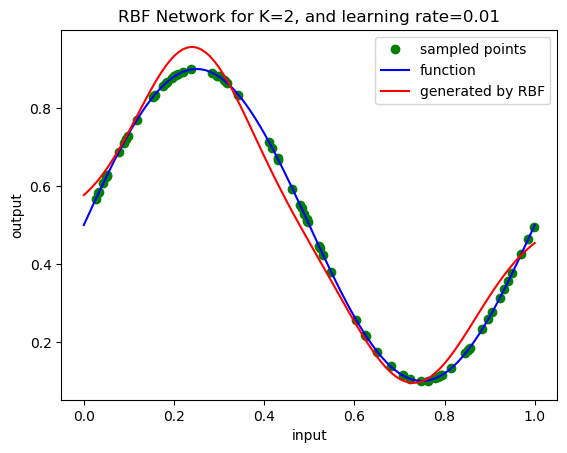 RBF Network for K=2, and learning rate=0.01
sampled points
function
generated by RBF
output
0.8
0.6
0.4
0.2
0.0 0.2 0.4 0.6 0.8 1.0
input